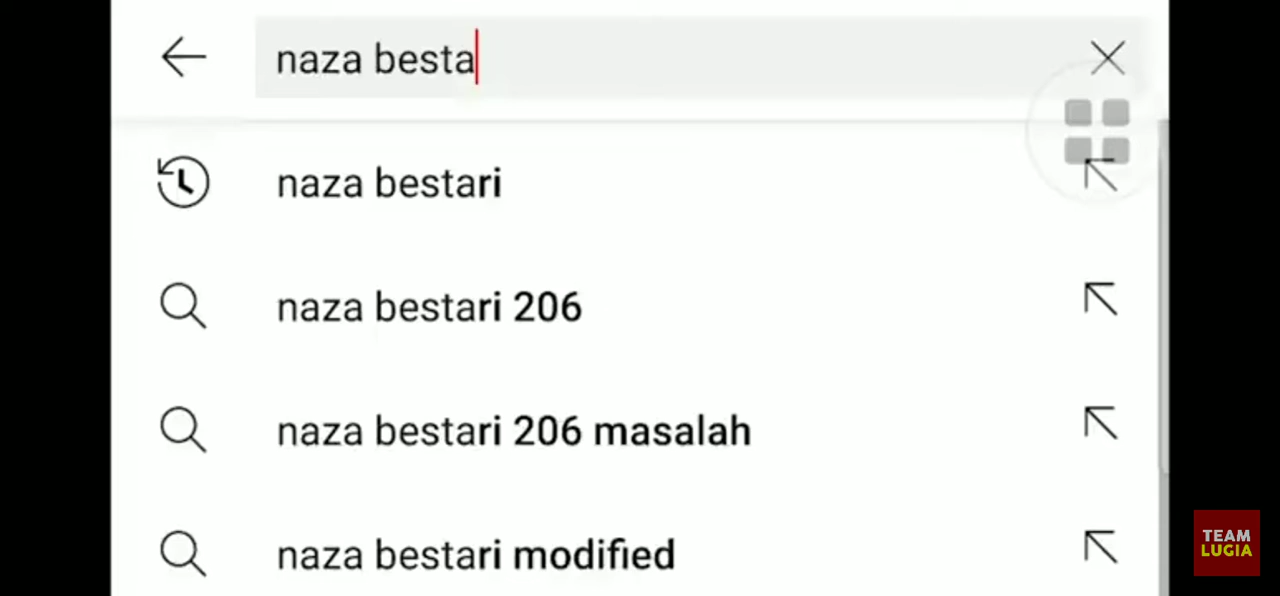 naza besta
naza bestari
naza bestari 206
naza bestari 206 masalah
naza bestari modified
TEAM
LUGIA